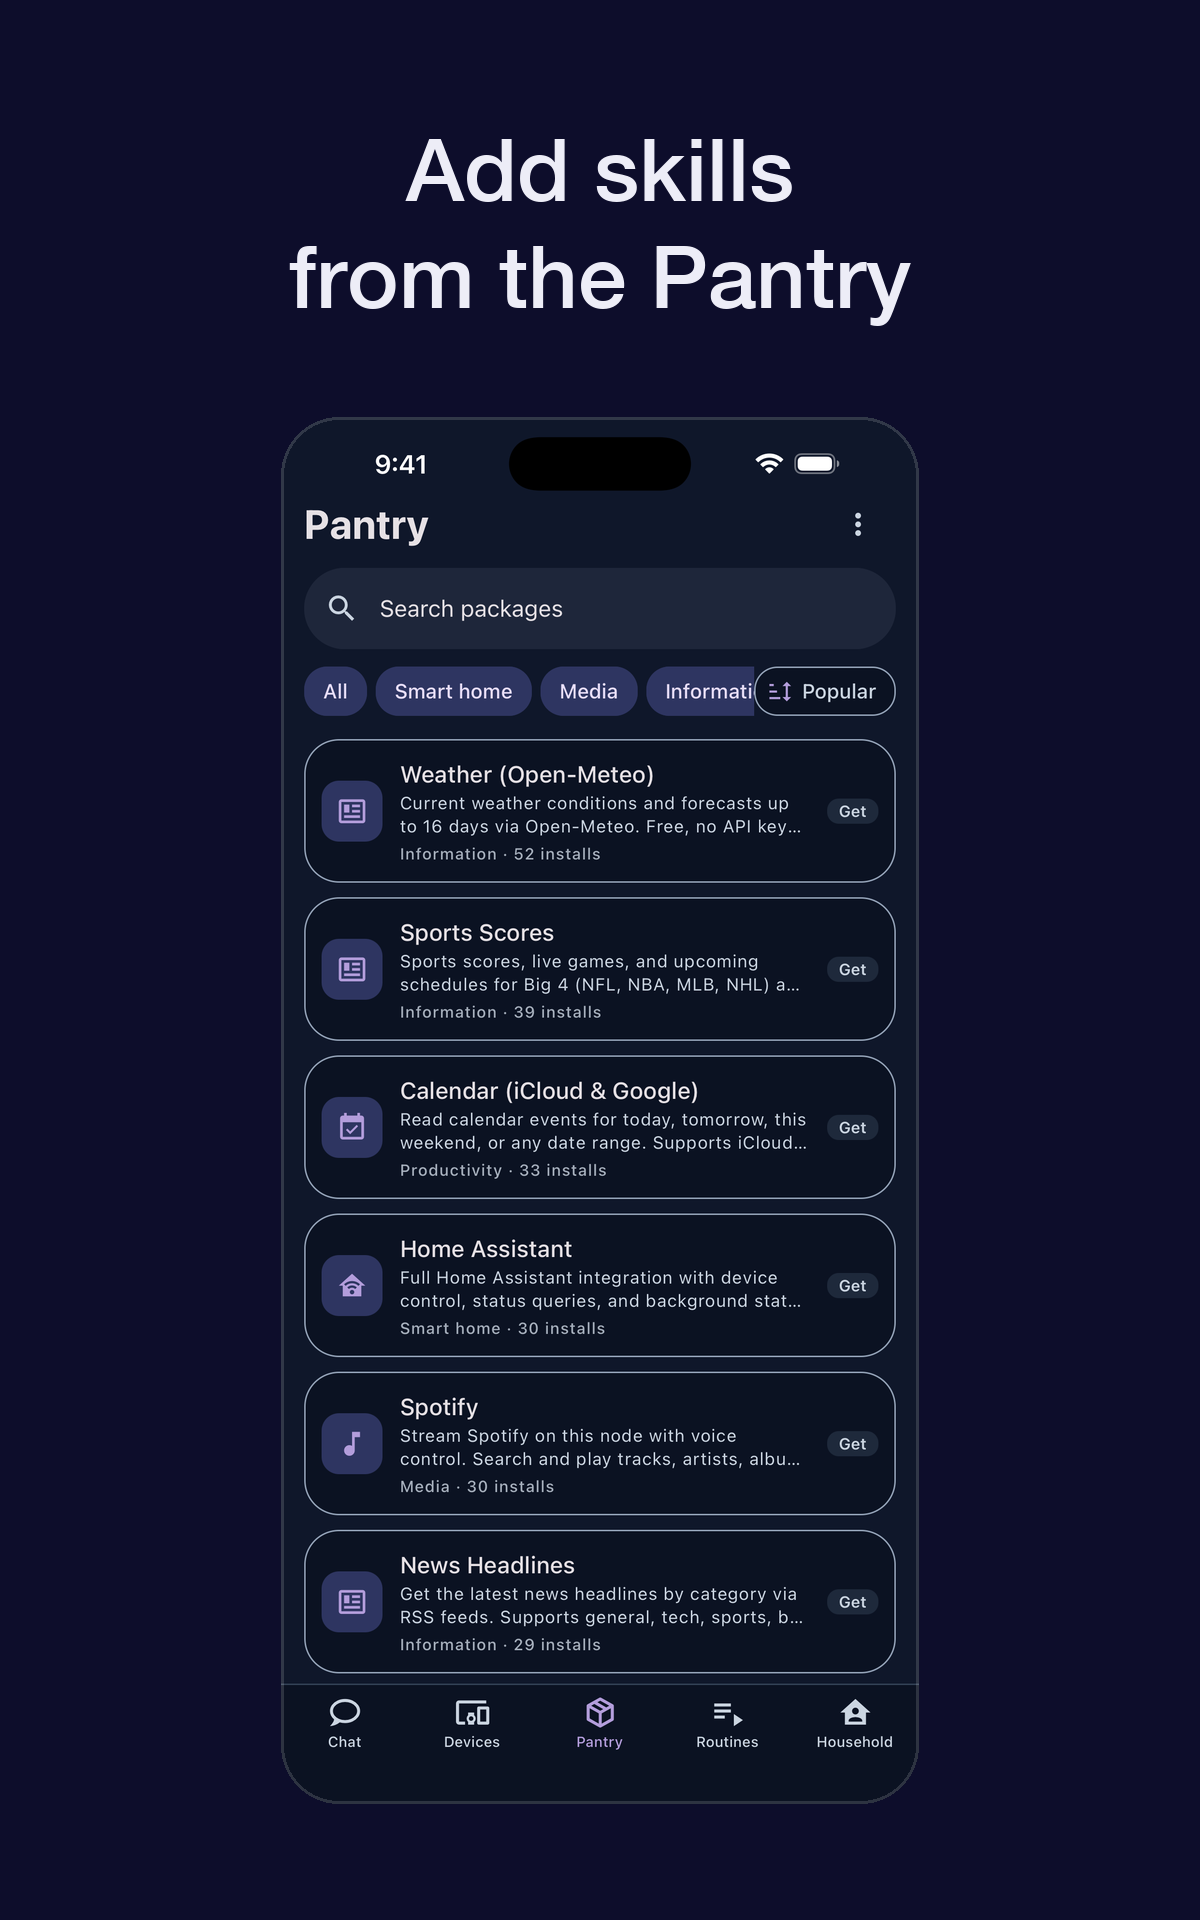 Add skills
from the Pantry
9:41
Pantry
Search packages
All
Smart home
Media
Informati
Popular
Weather (Open-Meteo)
Current weather conditions and forecasts up
to 16 days via Open-Meteo. Free, no API key...
Information · 52 installs
Get
Sports Scores
Sports scores, live games, and upcoming
schedules for Big 4 (NFL, NBA, MLB, NHL) a...
Information · 39 installs
Get
Calendar (iCloud & Google)
Read calendar events for today, tomorrow, this
weekend, or any date range. Supports iCloud...
Productivity · 33 installs
Get
Home Assistant
Full Home Assistant integration with device
control, status queries, and background stat...
Smart home · 30 installs
Get
Spotify
Stream Spotify on this node with voice
control. Search and play tracks, artists, albu...
Media · 30 installs
Get
News Headlines
Get the latest news headlines by category via
RSS feeds. Supports general, tech, sports, b...
Information · 29 installs
Get
Chat
Devices
Pantry
Routines
Household